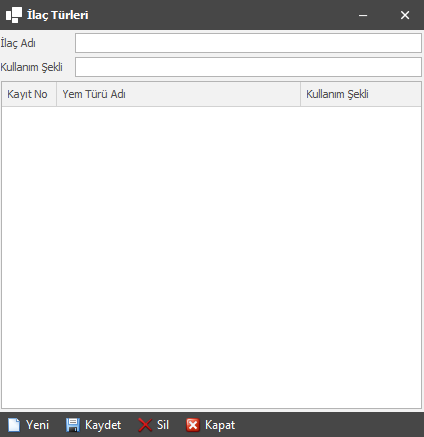 İlaç Türleri
İlaç Adı
Kullanım Şekli
Kayıt No Yem Türü Adı Kullanım Şekli
Yeni Kaydet Sil Kapat